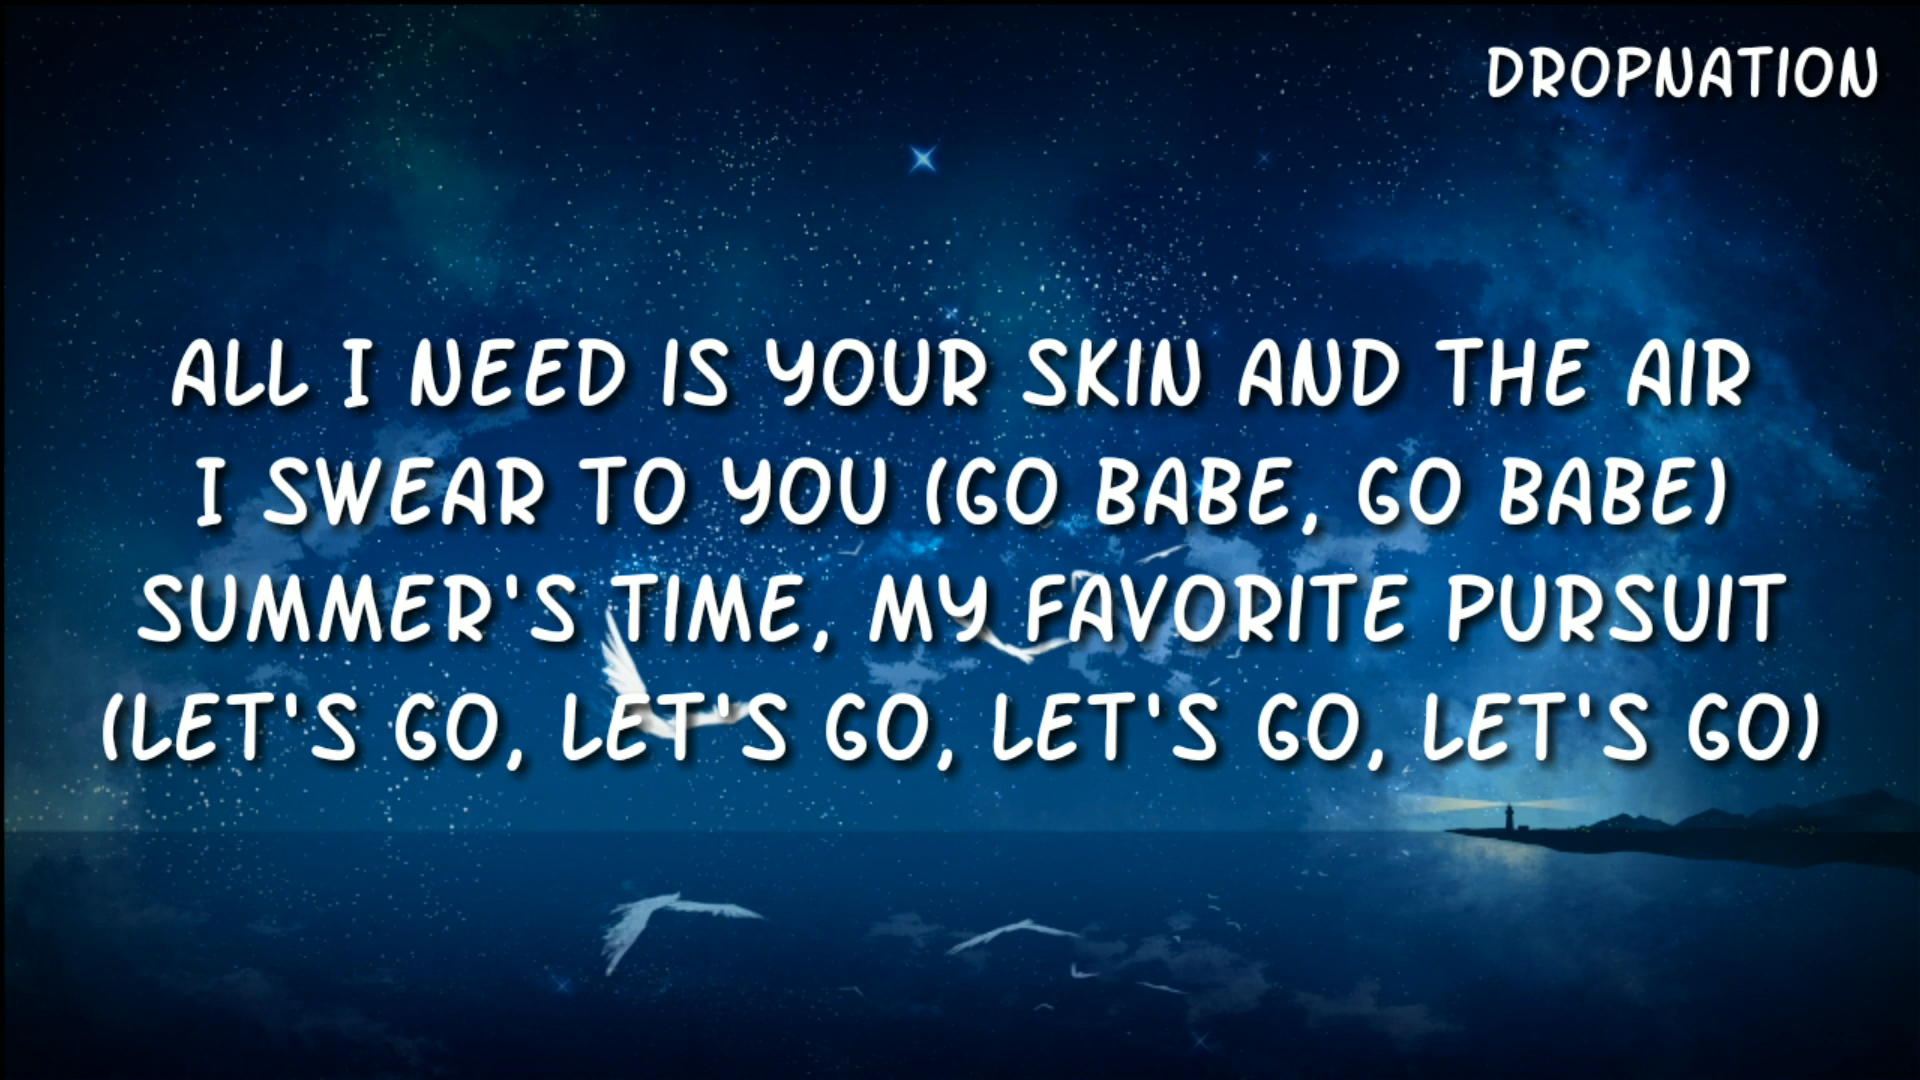 DROPNATION
ALL I NEED IS YOUR SKIN AND THE AIR
I SWEAR TO YOU (GO BABE, GO BABE)
SUMMER'S TIME, MY FAVORITE PURSUIT
(LET'S GO, LET'S GO, LET'S GO, LET'S GO)